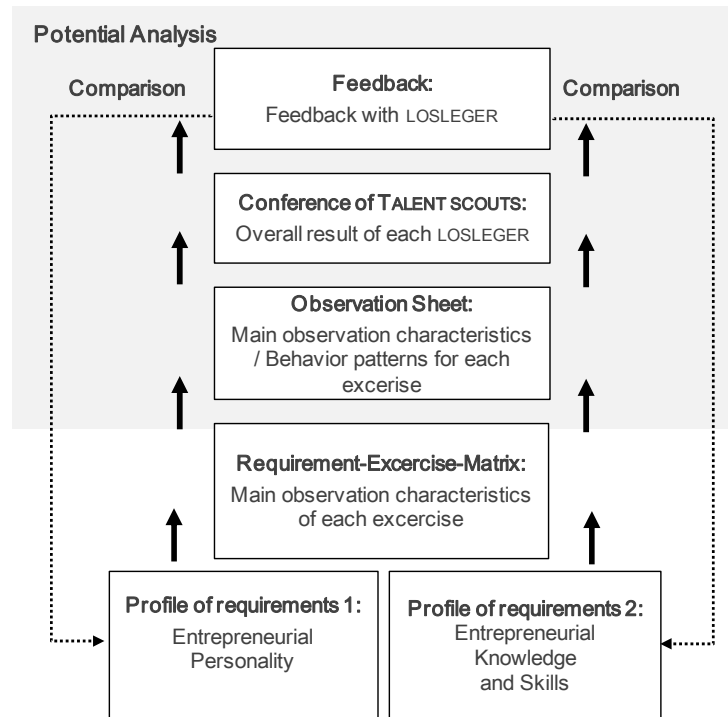 Potential Analysis
Comparison
Feedback:
Feedback with LOSLEGER
Comparison
Conference of TALENT SCOUTS:
Overall result of each LOSLEGER
Observation Sheet:
Main observation characteristics
/ Behavior patterns for each
excerise
Requirement-Excercise-Matrix:
Main observation characteristics
of each excercise
Profile of requirements 1:
Entrepreneurial
Personality
Profile of requirements 2:
Entrepreneurial
Knowledge
and Skills